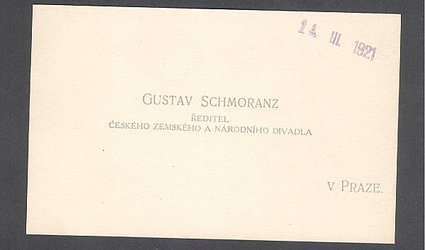 14. III. 1921
GUSTAV SCHMORANZ
ŘEDITEL
ČESKÉHO ZEMSKÉHO A NÁRODNÍHO DIVADLA
V PRAZE.